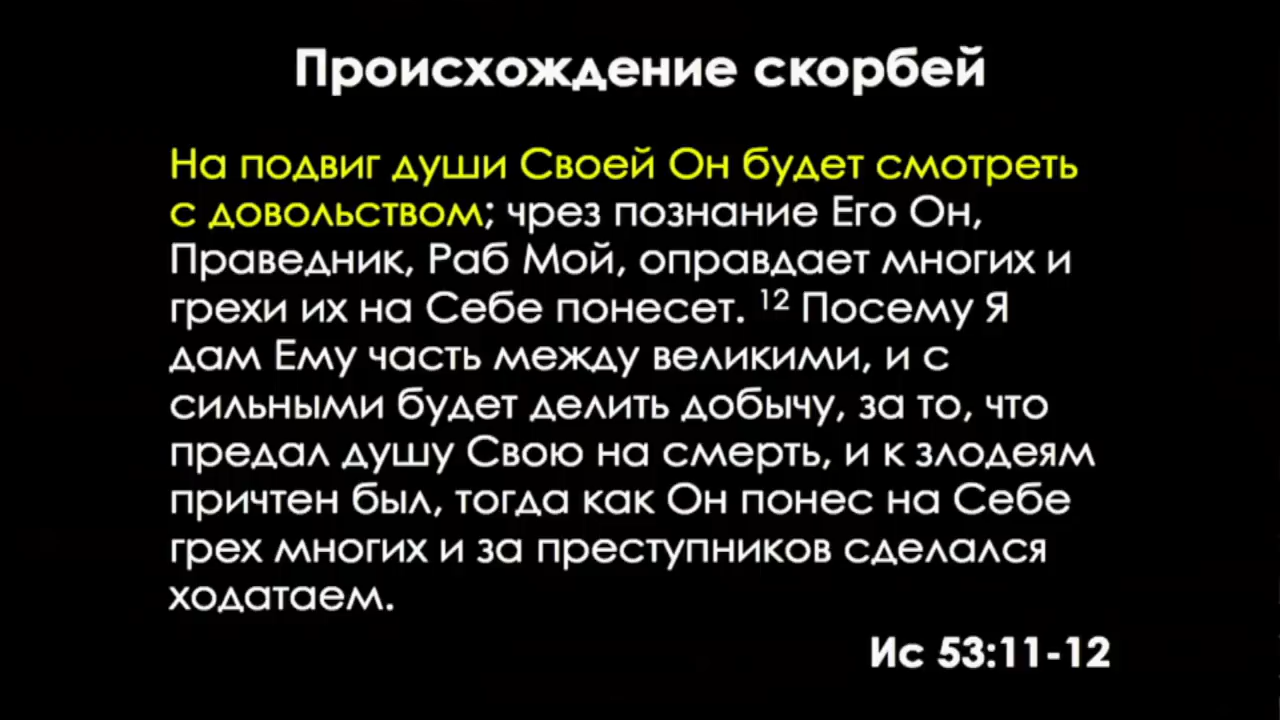 Происхождение скорбей
На подвиг души Своей Он будет смотреть
с довольством; чрез познание Его Он,
Праведник, Раб Мой, оправдает многих и
грехи их на Себе понесет. ¹² Посему Я
дам Ему часть между великими, и с
сильными будет делить добычу, за то, что
предал душу Свою на смерть, и к злодеям
причтен был, тогда как Он понес на Себе
грех многих и за преступников сделался
ходатаем.
Ис 53:11-12